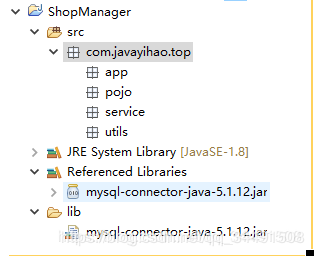 ShopManager
src
com.javayihao.top
app
pojo
service
utils
JRE System Library [JavaSE-1.8]
Referenced Libraries
mysql-connector-java-5.1.12.jar
lib
mysql-connector-java-5.1.12.jar